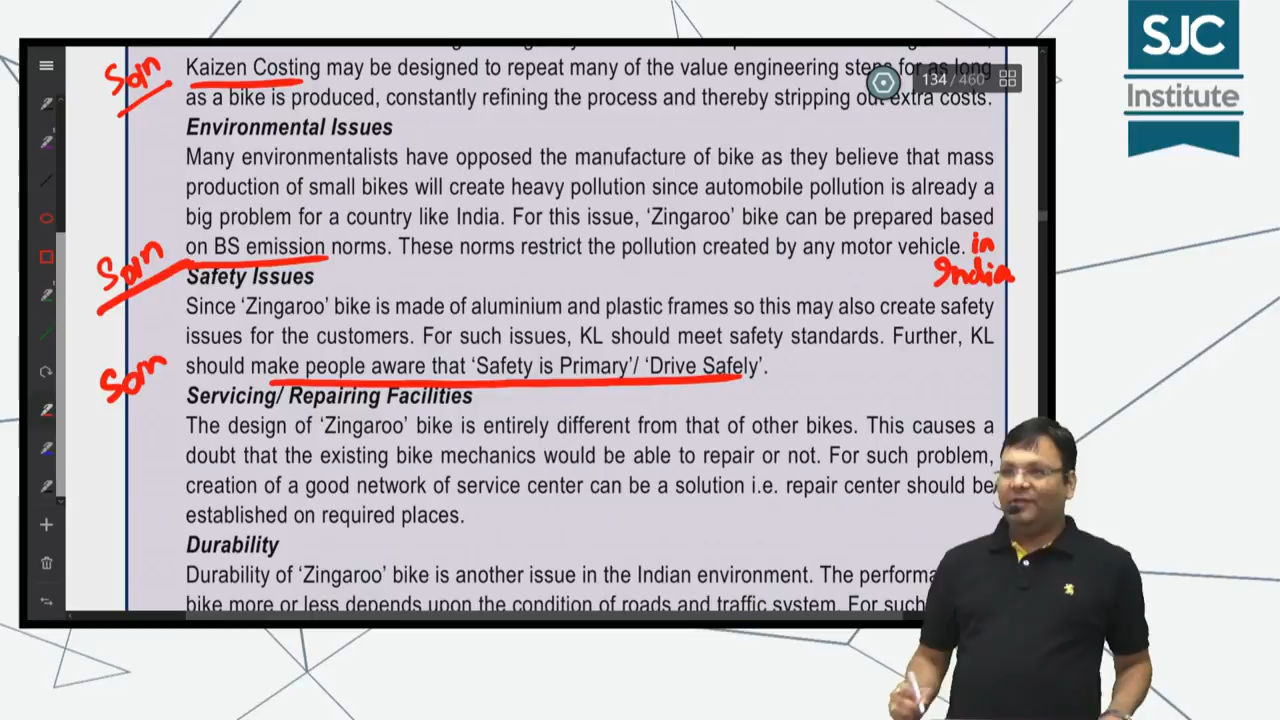 SJC
Institute
134 / 460
Kaizen Costing may be designed to repeat many of the value engineering steps for as long
as a bike is produced, constantly refining the process and thereby stripping out extra costs.
Environmental Issues
Many environmentalists have opposed the manufacture of bike as they believe that mass
production of small bikes will create heavy pollution since automobile pollution is already a
big problem for a country like India. For this issue, ‘Zingaroo’ bike can be prepared based
on BS emission norms. These norms restrict the pollution created by any motor vehicle. in
India
Soln
Safety Issues
Since ‘Zingaroo’ bike is made of aluminium and plastic frames so this may also create safety
issues for the customers. For such issues, KL should meet safety standards. Further, KL
should make people aware that ‘Safety is Primary’/ ‘Drive Safely’.
Soln
Servicing/ Repairing Facilities
The design of ‘Zingaroo’ bike is entirely different from that of other bikes. This causes a
doubt that the existing bike mechanics would be able to repair or not. For such problem,
creation of a good network of service center can be a solution i.e. repair center should be
established on required places.
Durability
Durability of ‘Zingaroo’ bike is another issue in the Indian environment. The
bike more or less depends upon the condition of roads and traffic system. For such
Soln